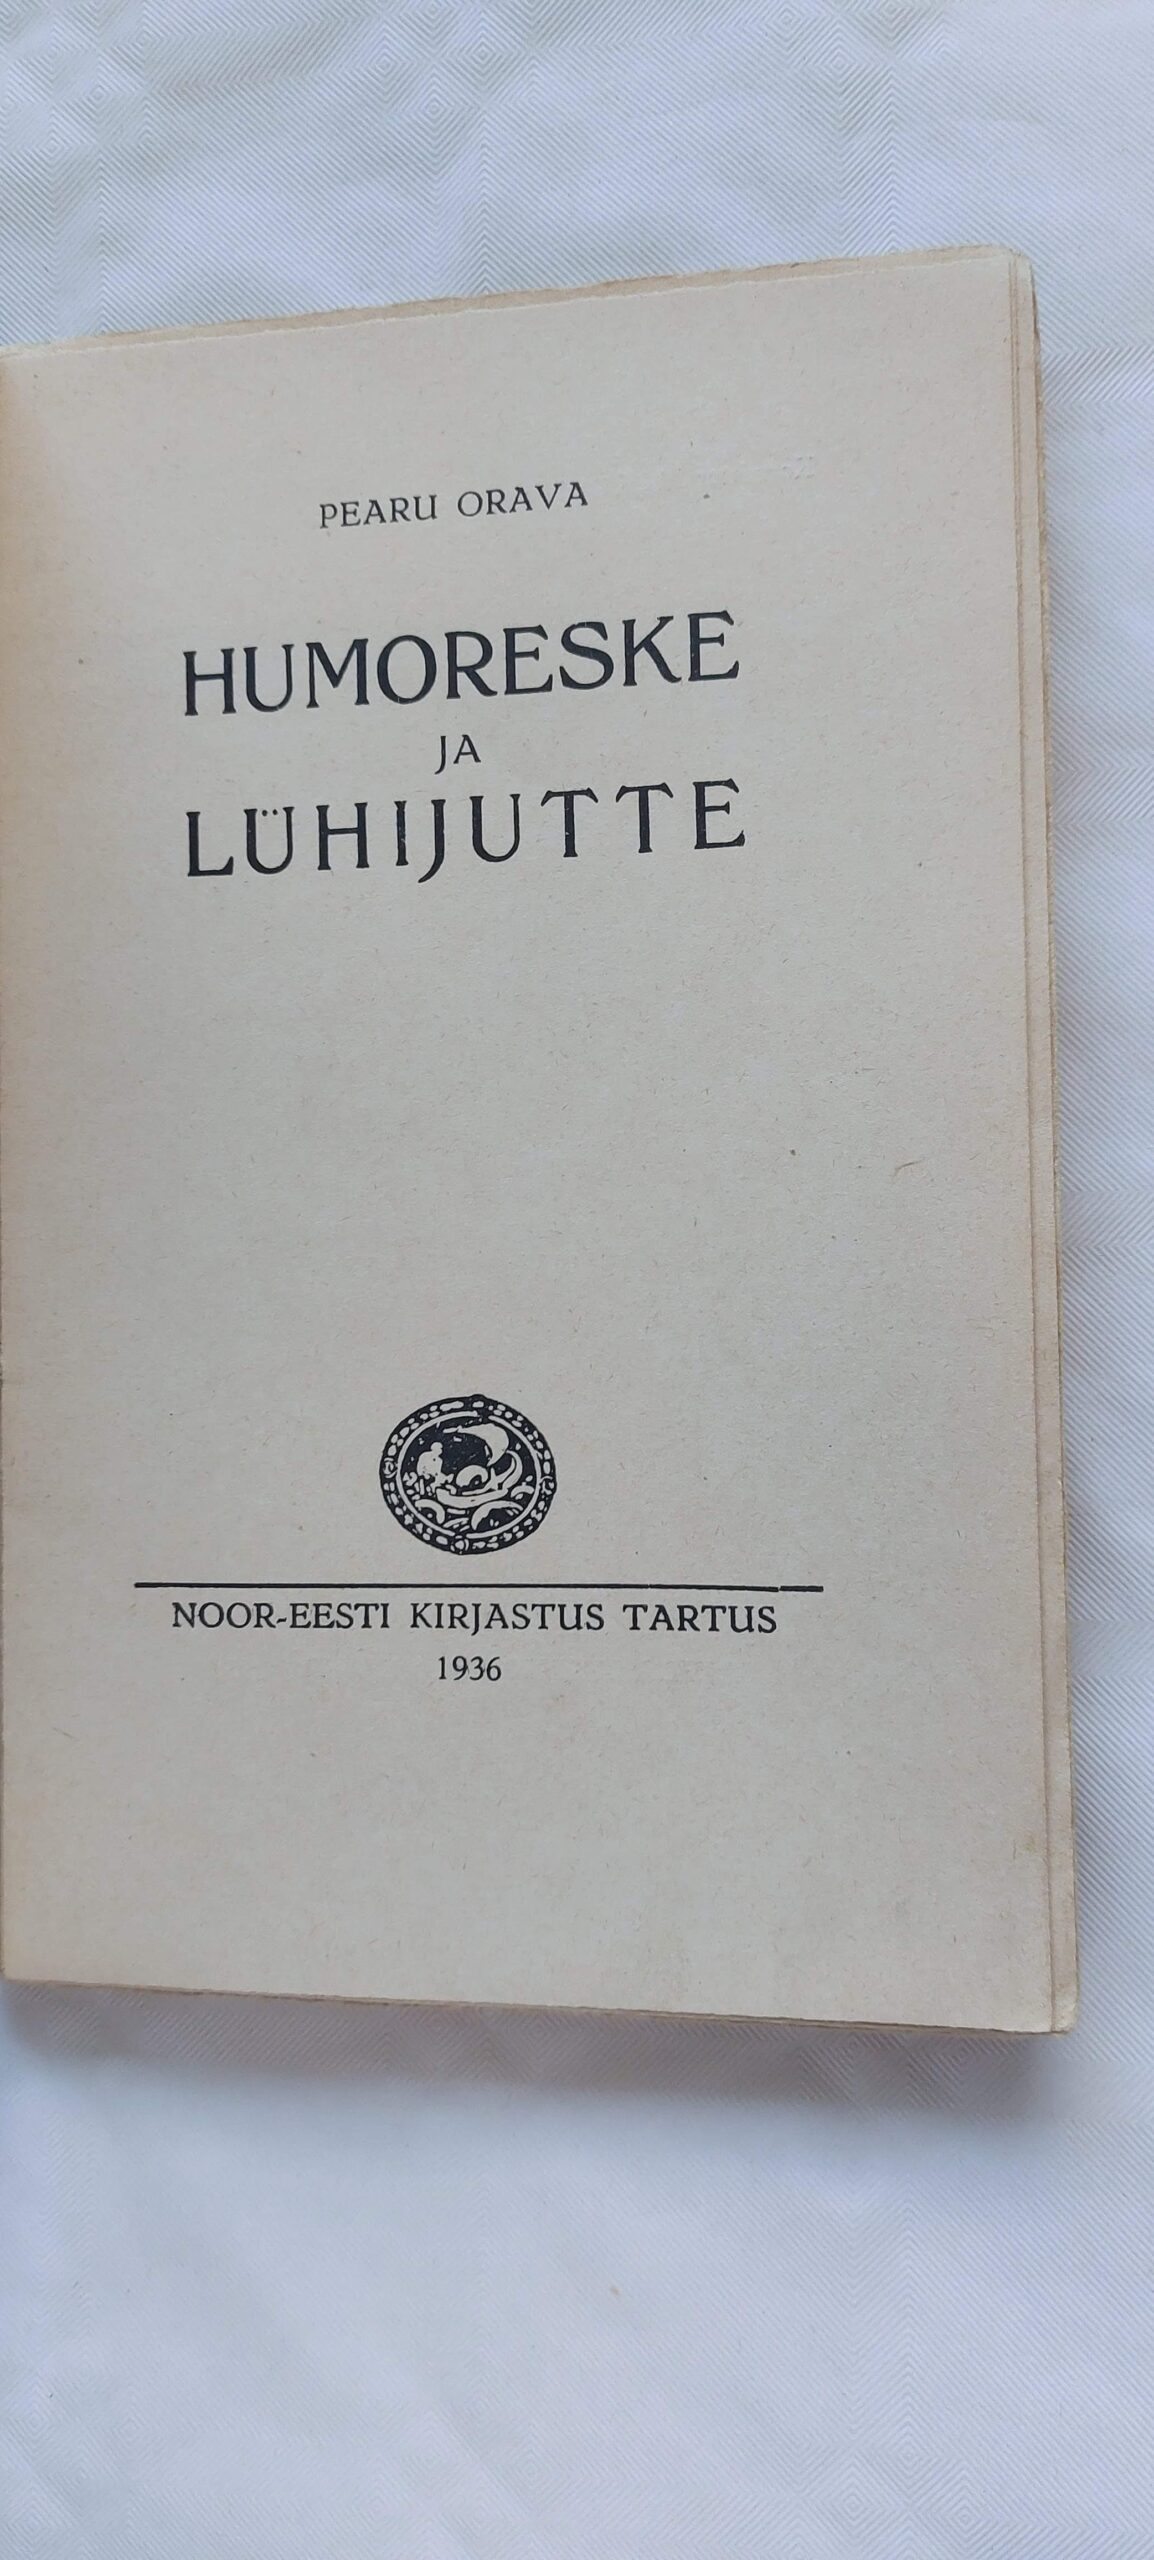 PEARU ORAVA
HUMORESKE
JA
LÜHIJUTTE
NOOR-EESTI KIRJASTUS TARTUS
1936